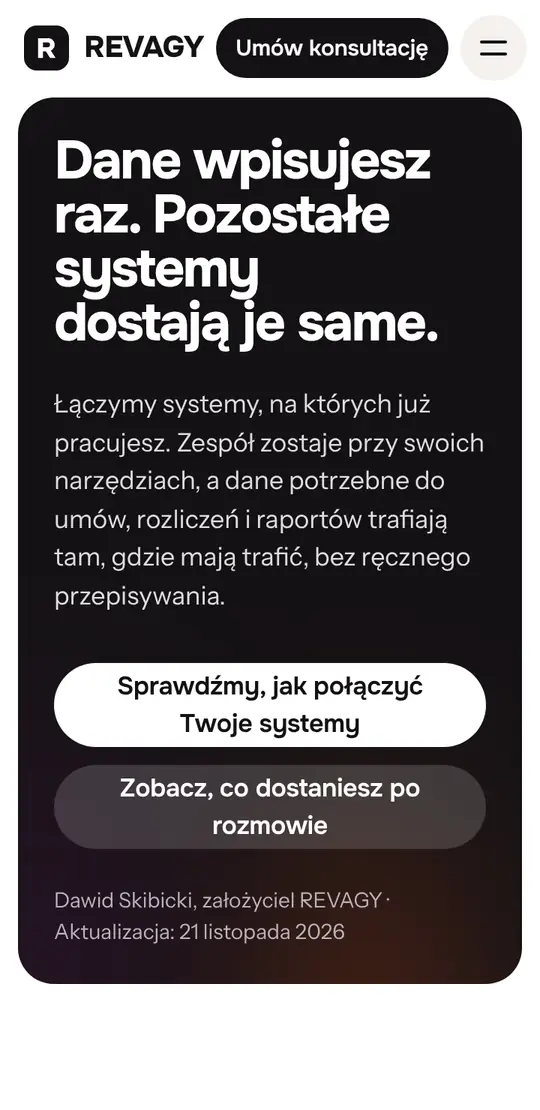 R REVAGY
Umów konsultację
Dane wpisujesz
raz. Pozostałe
systemy
dostają je same.
Łączymy systemy, na których już
pracujesz. Zespół zostaje przy swoich
narzędziach, a dane potrzebne do
umów, rozliczeń i raportów trafiają
tam, gdzie mają trafić, bez ręcznego
przepisywania.
Sprawdźmy, jak połączyć
Twoje systemy
Zobacz, co dostaniesz po
rozmowie
Dawid Skibicki, założyciel REVAGY ·
Aktualizacja: 21 listopada 2026